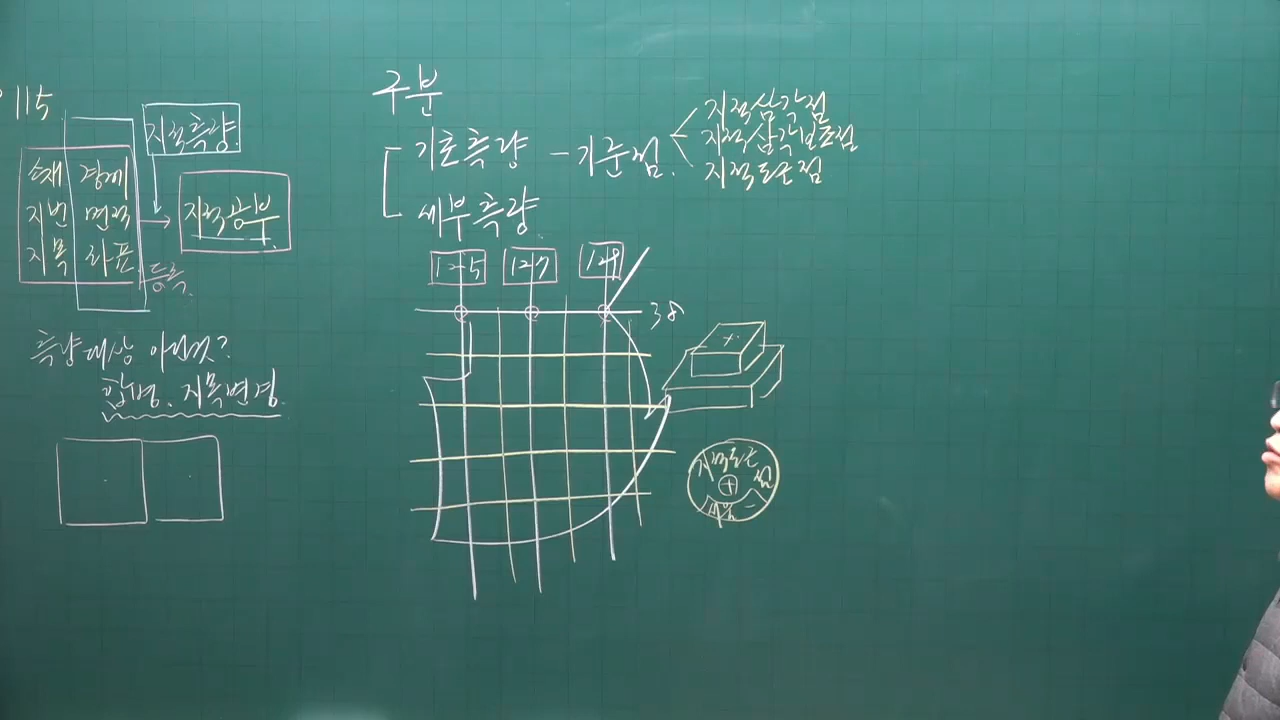 115
지적측량
소재 경계
지번 면적
지목 좌표
지적공부
등록
측량대상 아닌것?
합병. 지목변경
구분
기초측량 - 기준점
지적삼각점
지적삼각보조점
지적도근점
세부측량
125 127 129
38
지적도근점